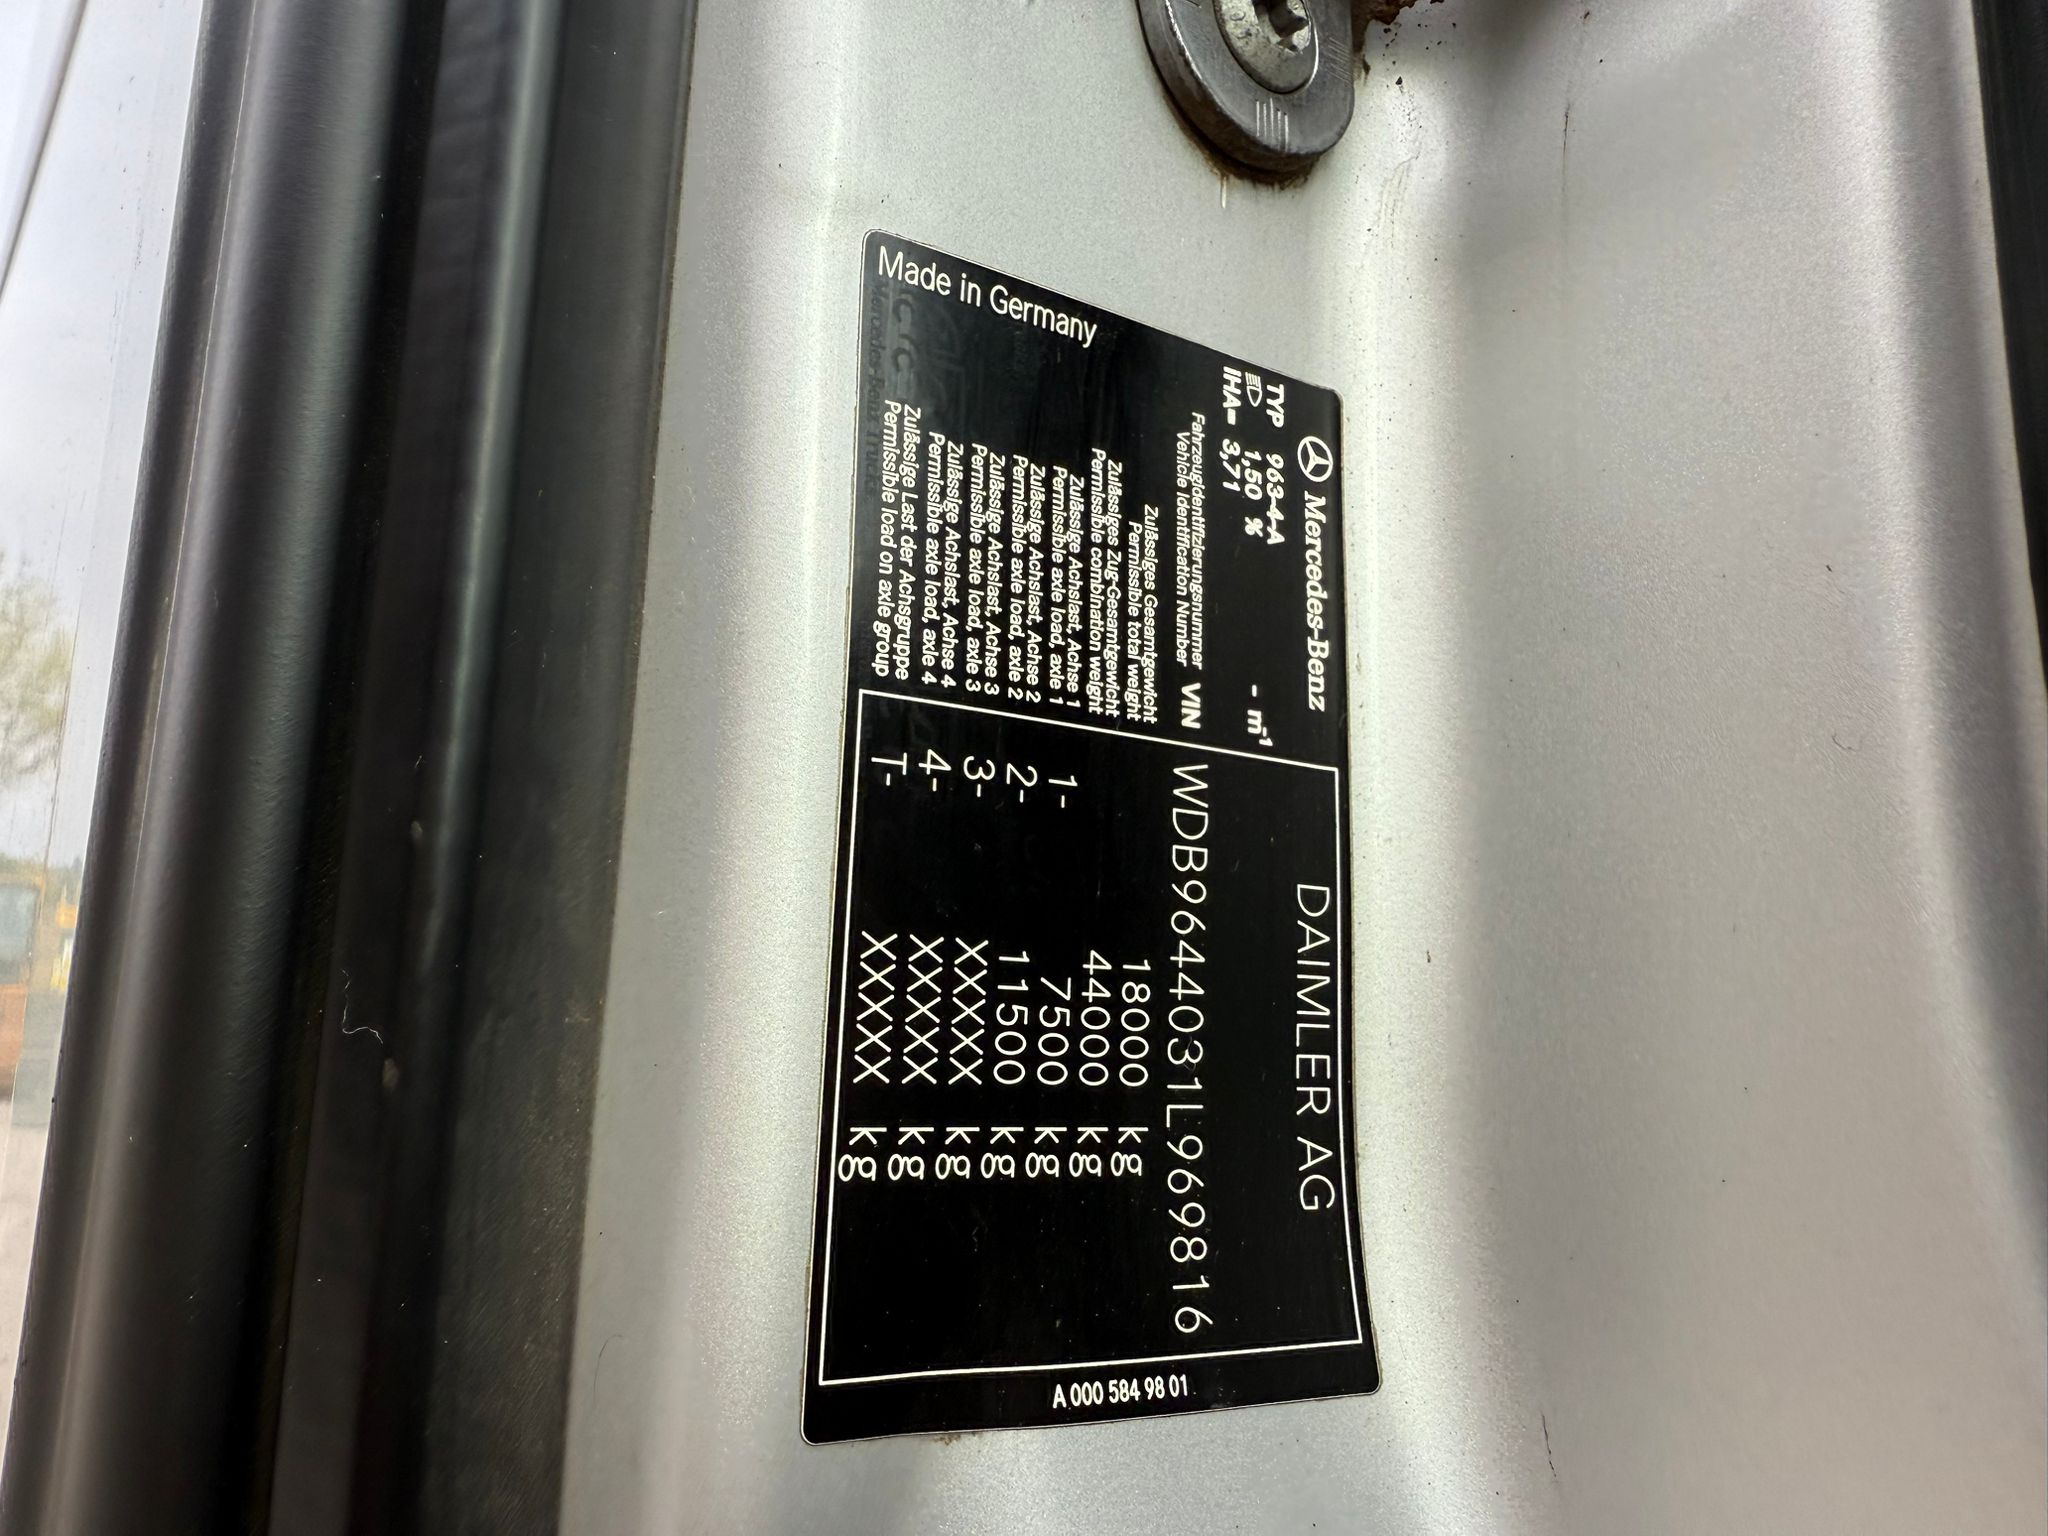 Mercedes-Benz
DAIMLER AG
TYP 963-4-A
1,50 % - m-1
IHA= 3,71
Fahrzeugidentifizierungsnummer
Vehicle Identification Number VIN WDB9644031L969816
Zulässiges Gesamtgewicht
Permissible total weight 18000 kg
Zulässiges Zug-Gesamtgewicht
Permissible combination weight 44000 kg
Zulässige Achslast, Achse 1
Permissible axle load, axle 1 1- 7500 kg
Zulässige Achslast, Achse 2
Permissible axle load, axle 2 2- 11500 kg
Zulässige Achslast, Achse 3
Permissible axle load, axle 3 3- XXXXX kg
Zulässige Achslast, Achse 4
Permissible axle load, axle 4 4- XXXXX kg
Zulässige Last der Achsgruppe
Permissible load on axle group T- XXXXX kg
Made in Germany
A 000 584 98 01